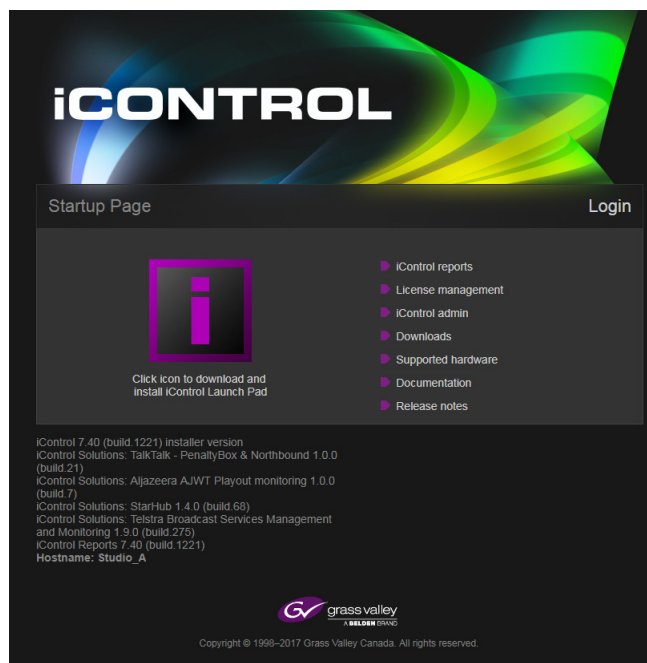 iCONTROL
Startup Page
Login
Click icon to download and
install iControl Launch Pad
iControl reports
License management
iControl admin
Downloads
Supported hardware
Documentation
Release notes
iControl 7.40 (build.1221) installer version
iControl Solutions: TalkTalk - PenaltyBox & Northbound 1.0.0
(build.21)
iControl Solutions: Aljazeera AJWT Playout monitoring 1.0.0
(build.7)
iControl Solutions: StarHub 1.4.0 (build.68)
iControl Solutions: Telstra Broadcast Services Management
and Monitoring 1.9.0 (build.275)
iControl Reports 7.40 (build.1221)
Hostname: Studio_A
GV grass valley
A BELDEN BRAND
Copyright © 1998–2017 Grass Valley Canada. All rights reserved.